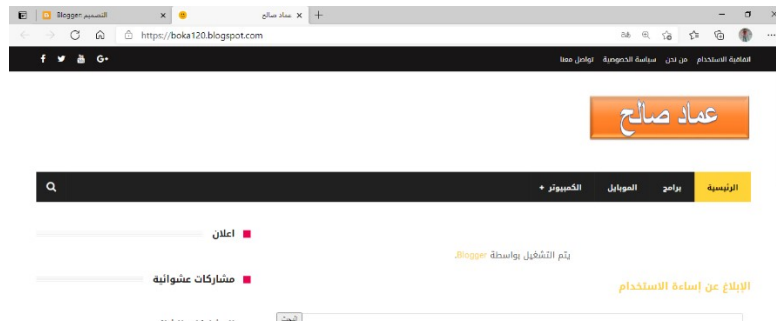 التصميم Blogger
عماد صالح
https://boka120.blogspot.com
اتفاقية الاستخدام من نحن سياسة الخصوصية تواصل معنا
عماد صالح
الرئيسية برامج الموبايل الكمبيوتر +
اعلان
يتم التشغيل بواسطة Blogger.
مشاركات عشوائية
الإبلاغ عن إساءة الاستخدام